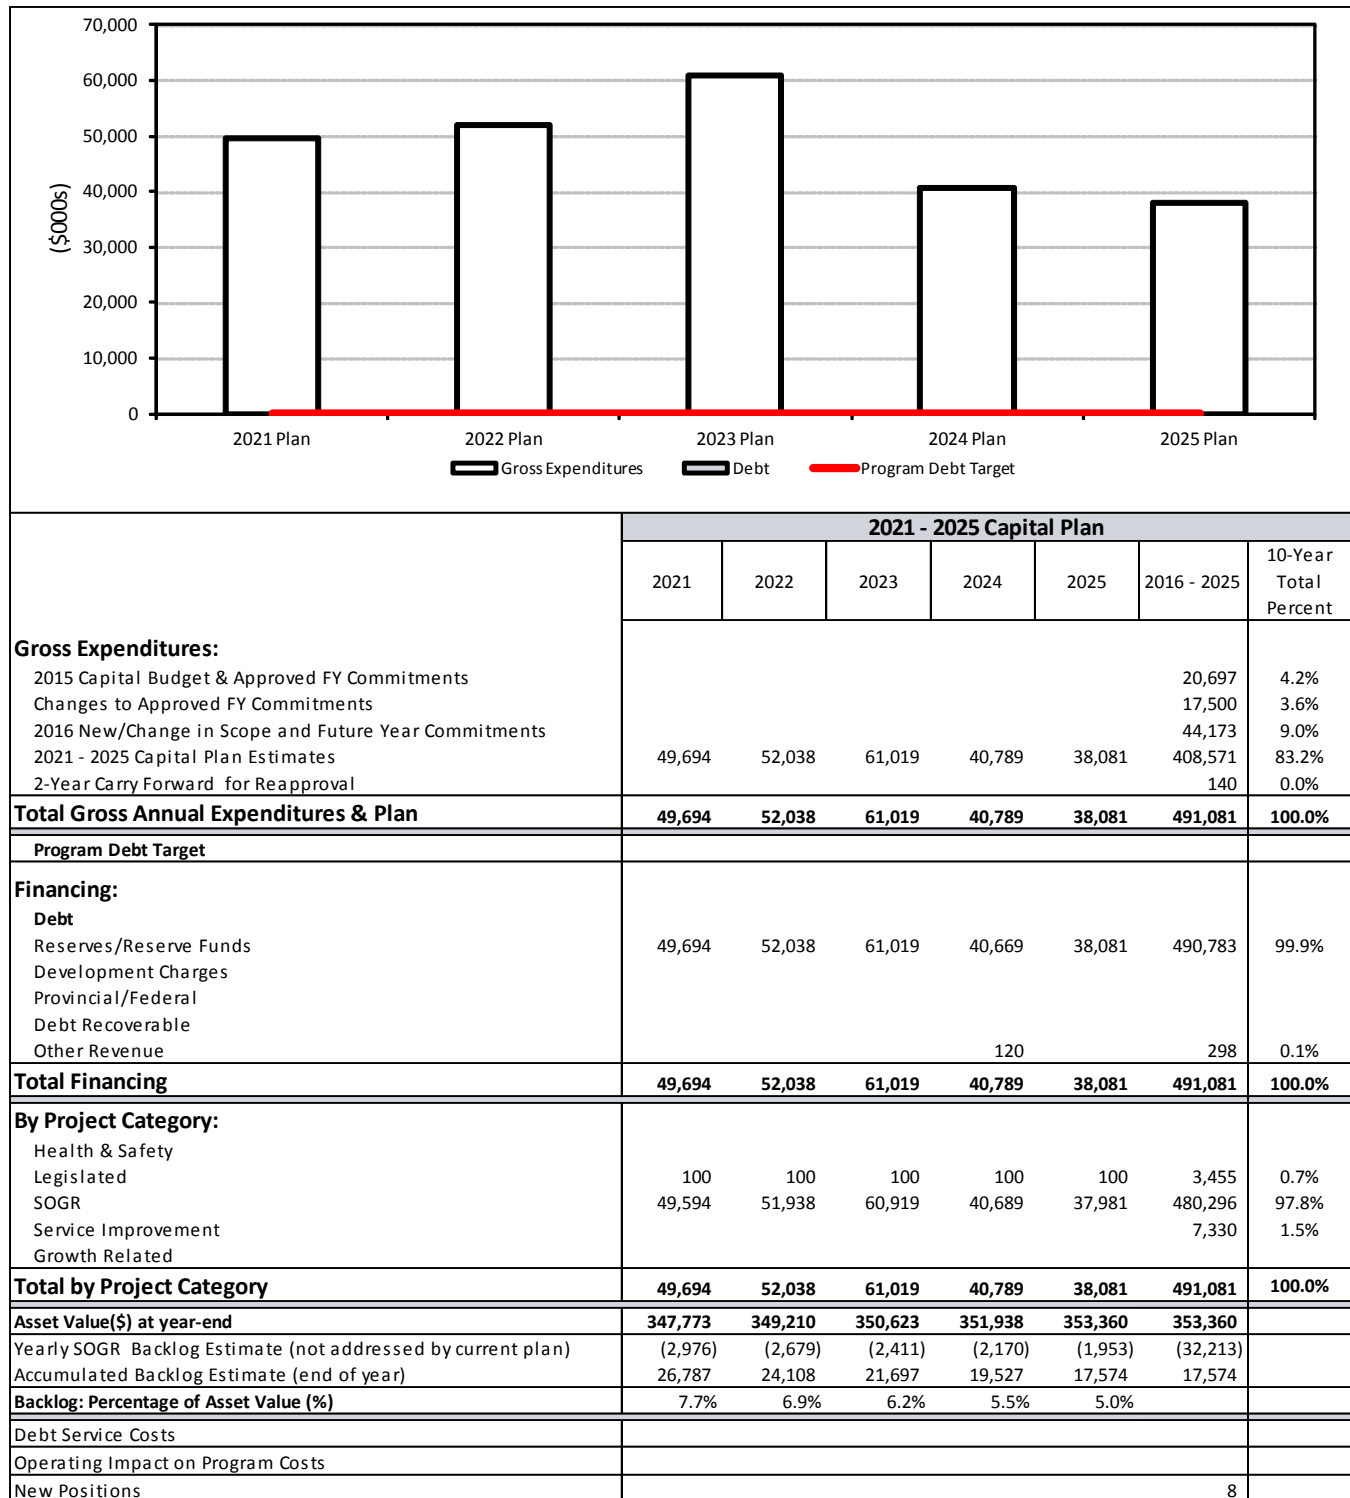 70,000
60,000
50,000
40,000
30,000
20,000
10,000
0
($000s)
2021 Plan 2022 Plan 2023 Plan 2024 Plan 2025 Plan
Gross Expenditures Debt Program Debt Target
2021 - 2025 Capital Plan
2021 2022 2023 2024 2025 2016 - 2025 10-Year Total Percent
Gross Expenditures:
2015 Capital Budget & Approved FY Commitments 20,697 4.2%
Changes to Approved FY Commitments 17,500 3.6%
2016 New/Change in Scope and Future Year Commitments 44,173 9.0%
2021 - 2025 Capital Plan Estimates 49,694 52,038 61,019 40,789 38,081 408,571 83.2%
2-Year Carry Forward for Reapproval 140 0.0%
Total Gross Annual Expenditures & Plan 49,694 52,038 61,019 40,789 38,081 491,081 100.0%
Program Debt Target
Financing:
Debt
Reserves/Reserve Funds 49,694 52,038 61,019 40,669 38,081 490,783 99.9%
Development Charges
Provincial/Federal
Debt Recoverable
Other Revenue 120 298 0.1%
Total Financing 49,694 52,038 61,019 40,789 38,081 491,081 100.0%
By Project Category:
Health & Safety
Legislated 100 100 100 100 100 3,455 0.7%
SOGR 49,594 51,938 60,919 40,689 37,981 480,296 97.8%
Service Improvement 7,330 1.5%
Growth Related
Total by Project Category 49,694 52,038 61,019 40,789 38,081 491,081 100.0%
Asset Value($) at year-end 347,773 349,210 350,623 351,938 353,360 353,360
Yearly SOGR Backlog Estimate (not addressed by current plan) (2,976) (2,679) (2,411) (2,170) (1,953) (32,213)
Accumulated Backlog Estimate (end of year) 26,787 24,108 21,697 19,527 17,574 17,574
Backlog: Percentage of Asset Value (%) 7.7% 6.9% 6.2% 5.5% 5.0%
Debt Service Costs
Operating Impact on Program Costs
New Positions 8